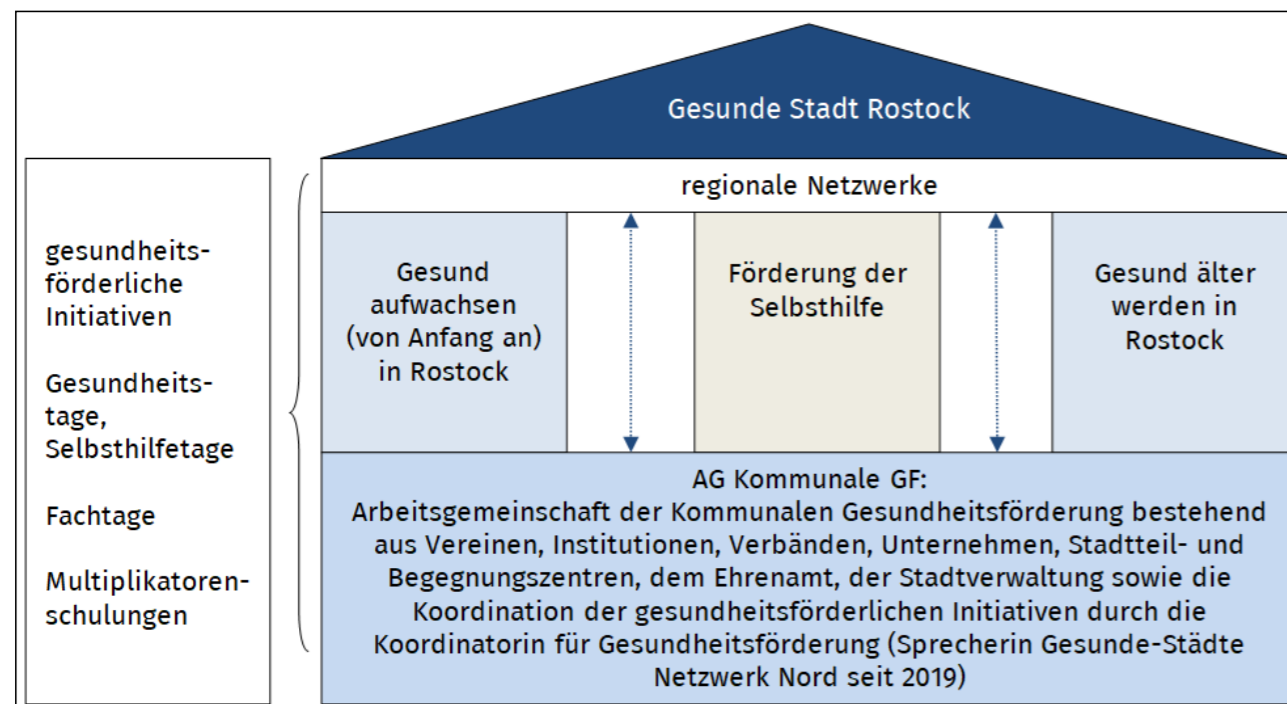 Gesunde Stadt Rostock
regionale Netzwerke
gesundheits-
förderliche
Initiativen
Gesundheits-
tage,
Selbsthilfetage
Fachtage
Multiplikatoren-
schulungen
Gesund
aufwachsen
(von Anfang an)
in Rostock
Förderung der
Selbsthilfe
Gesund älter
werden in
Rostock
AG Kommunale GF:
Arbeitsgemeinschaft der Kommunalen Gesundheitsförderung bestehend
aus Vereinen, Institutionen, Verbänden, Unternehmen, Stadtteil- und
Begegnungszentren, dem Ehrenamt, der Stadtverwaltung sowie die
Koordination der gesundheitsförderlichen Initiativen durch die
Koordinatorin für Gesundheitsförderung (Sprecherin Gesunde-Städte
Netzwerk Nord seit 2019)